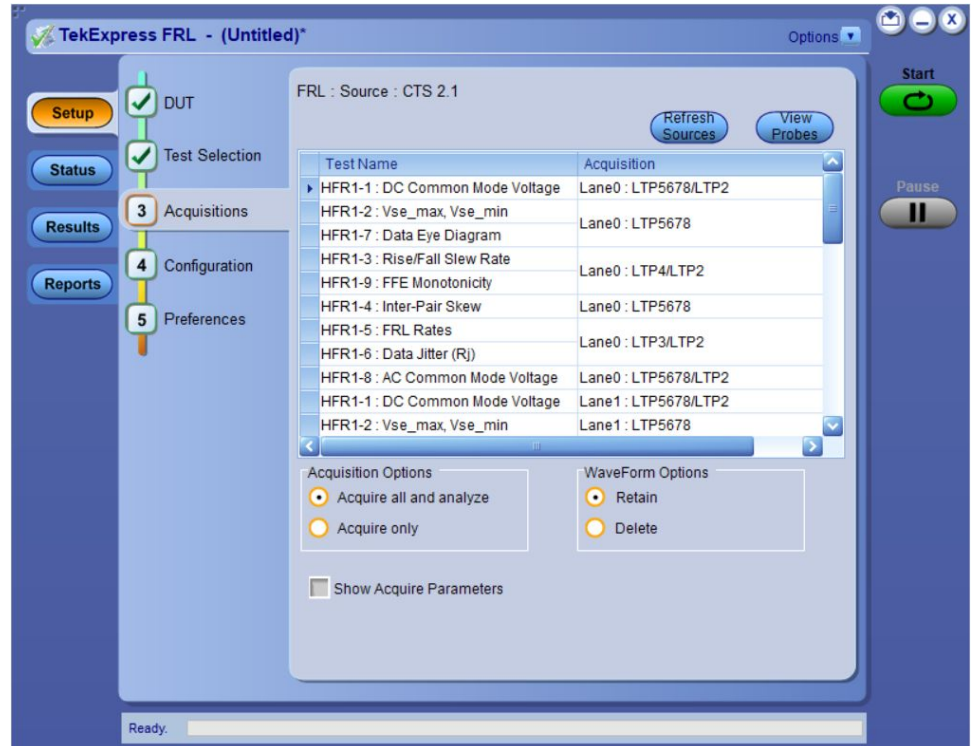 TekExpress FRL - (Untitled)*
Options
Start
Pause
Setup
Status
Results
Reports
DUT
Test Selection
3 Acquisitions
4 Configuration
5 Preferences
FRL : Source : CTS 2.1
Refresh Sources
View Probes
Test Name Acquisition
HFR1-1 : DC Common Mode Voltage Lane0 : LTP5678/LTP2
HFR1-2 : Vse_max, Vse_min
Lane0 : LTP5678
HFR1-7 : Data Eye Diagram
HFR1-3 : Rise/Fall Slew Rate
Lane0 : LTP4/LTP2
HFR1-9 : FFE Monotonicity
HFR1-4 : Inter-Pair Skew Lane0 : LTP5678
HFR1-5 : FRL Rates
Lane0 : LTP3/LTP2
HFR1-6 : Data Jitter (Rj)
HFR1-8 : AC Common Mode Voltage Lane0 : LTP5678/LTP2
HFR1-1 : DC Common Mode Voltage Lane1 : LTP5678/LTP2
HFR1-2 : Vse_max, Vse_min Lane1 : LTP5678
Acquisition Options
Acquire all and analyze
Acquire only
WaveForm Options
Retain
Delete
Show Acquire Parameters
Ready.